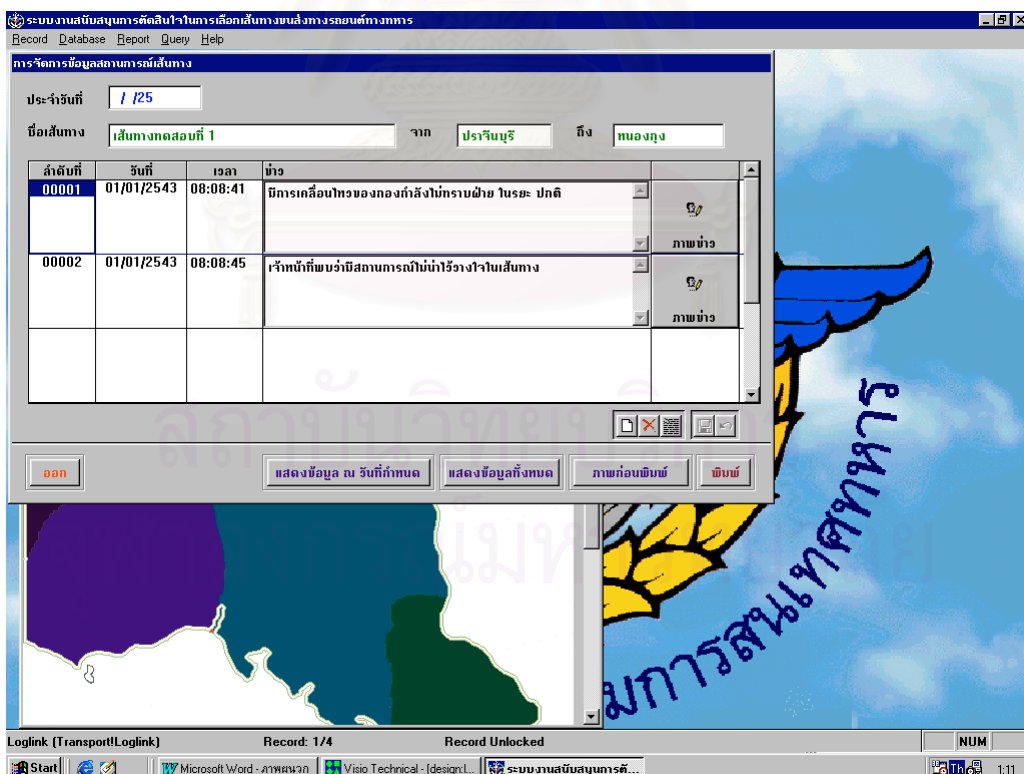 ระบบงานสนับสนุนการตัดสินใจในการเลือกเส้นทางขนส่งทางรถยนต์ทางทหาร
Record Database Report Query Help
การจัดการข้อมูลสถานการณ์เส้นทาง
ประจำวันที่ / /25
ชื่อเส้นทาง เส้นทางทดสอบที่ 1 จาก ปราจีนบุรี ถึง หนองกุง
ลำดับที่ วันที่ เวลา ข่าว
00001 01/01/2543 08:08:41 มีการเคลื่อนไหวของกองกำลังไม่ทราบฝ่าย ในรยะ ปกติ
ภาพข่าว
00002 01/01/2543 08:08:45 เจ้าหน้าที่พบว่ามีสถานการณ์ไม่น่าไว้วางใจในเส้นทาง
ภาพข่าว
ออก แสดงข้อมูล ณ วันที่กำหนด แสดงข้อมูลทั้งหมด ภาพก่อนพิมพ์ พิมพ์
มการสนเทศทหาร
Loglink (Transport!Loglink) Record: 1/4 Record Unlocked NUM
Start Microsoft Word - ภาพผนวก Visio Technical - [design:l... ระบบงานสนับสนุนการตั... Th 1:11